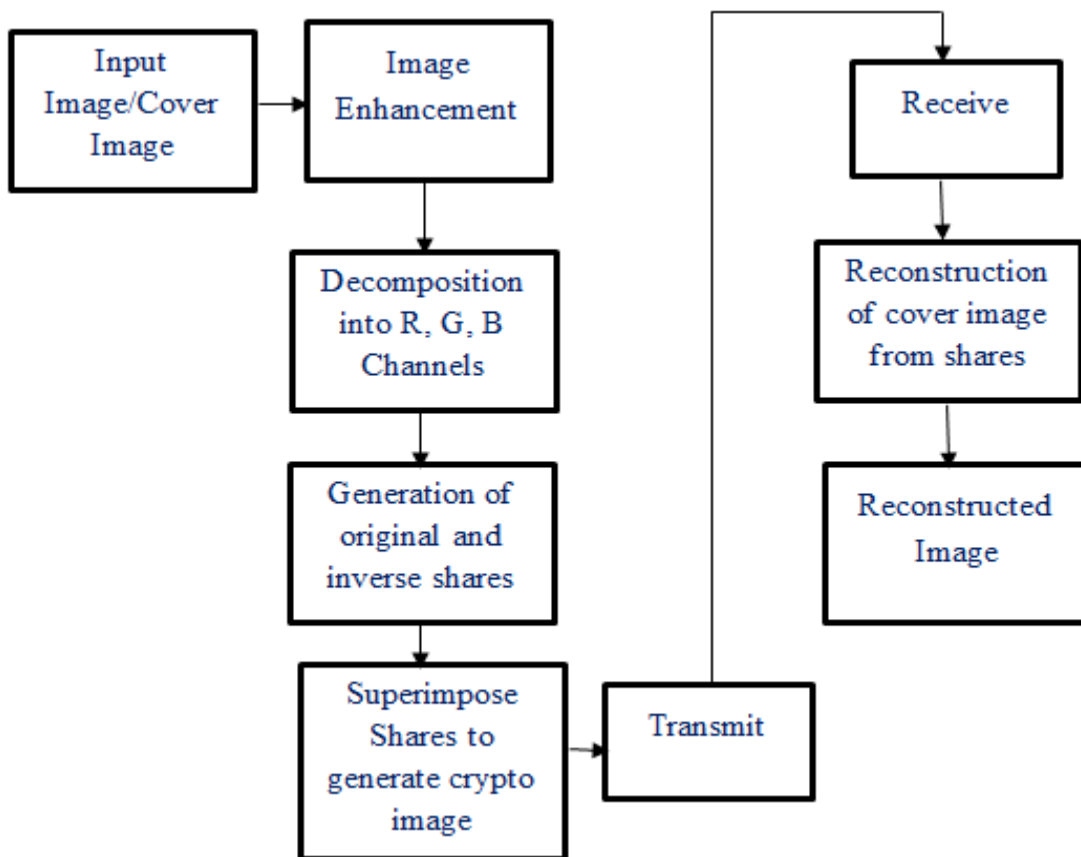 Input
Image/Cover
Image
Image
Enhancement
Decomposition
into R, G, B
Channels
Generation of
original and
inverse shares
Superimpose
Shares to
generate crypto
image
Transmit
Receive
Reconstruction
of cover image
from shares
Reconstructed
Image